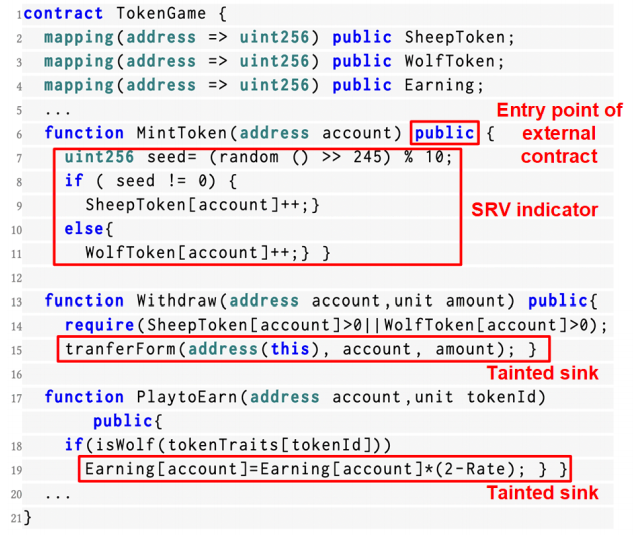 1 contract TokenGame {
2 mapping(address => uint256) public SheepToken;
3 mapping(address => uint256) public WolfToken;
4 mapping(address => uint256) public Earning;
5 ...
Entry point of external contract
6 function MintToken(address account) public {
7 uint256 seed= (random () >> 245) % 10;
8 if ( seed != 0) {
9 SheepToken[account]++;}
SRV indicator
10 else{
11 WolfToken[account]++;} }
12
13 function Withdraw(address account,unit amount) public{
14 require(SheepToken[account]>0||WolfToken[account]>0);
15 tranferForm(address(this), account, amount); }
16
Tainted sink
17 function PlaytoEarn(address account,unit tokenId)
public{
18 if(isWolf(tokenTraits[tokenId]))
19 Earning[account]=Earning[account]*(2-Rate); } }
20 ...
Tainted sink
21 }